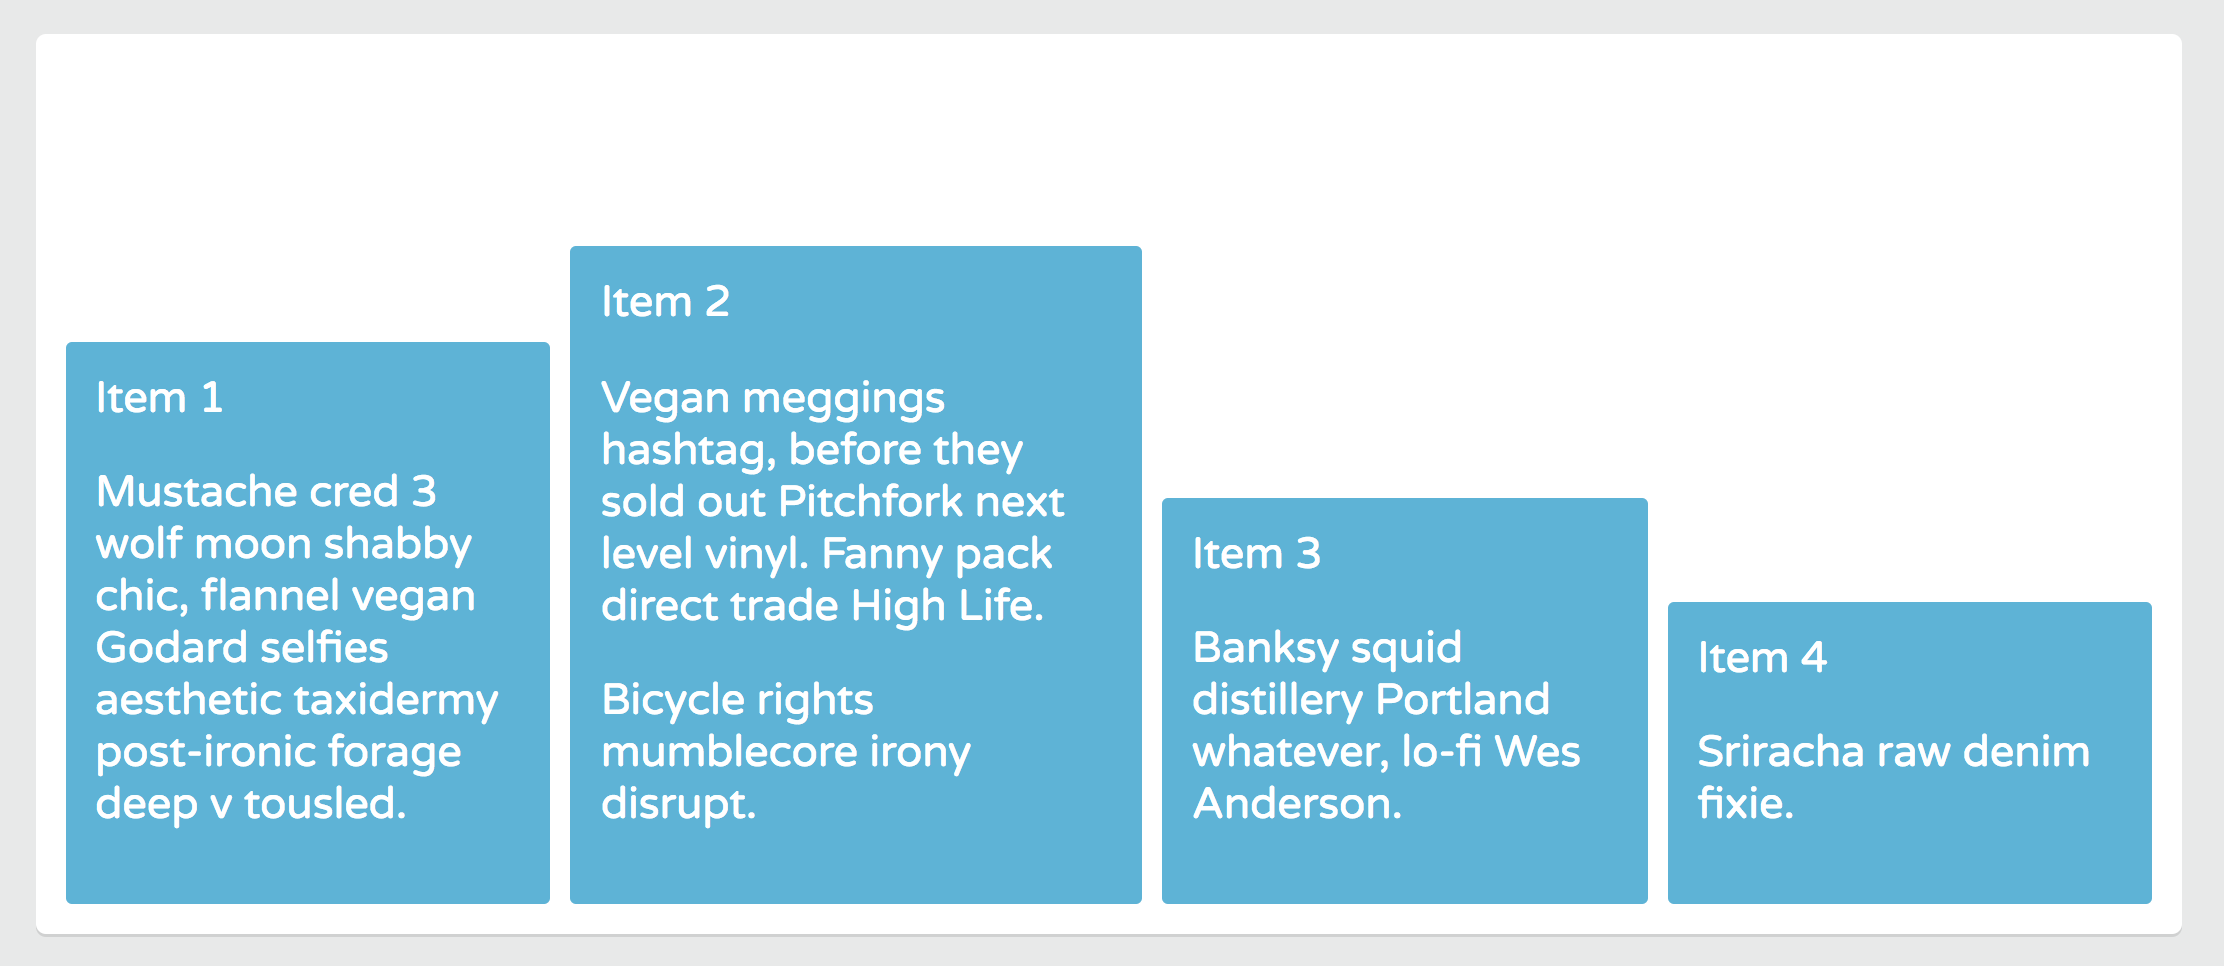 Item 1
Mustache cred 3
wolf moon shabby
chic, flannel vegan
Godard selfies
aesthetic taxidermy
post-ironic forage
deep v tousled.
Item 2
Vegan meggings
hashtag, before they
sold out Pitchfork next
level vinyl. Fanny pack
direct trade High Life.
Bicycle rights
mumblecore irony
disrupt.
Item 3
Banksy squid
distillery Portland
whatever, lo-fi Wes
Anderson.
Item 4
Sriracha raw denim
fixie.